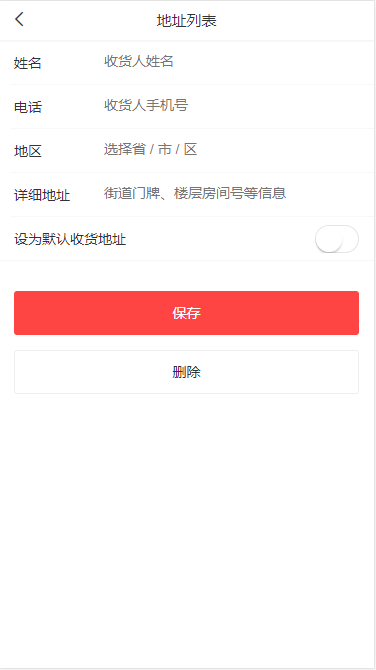 地址列表
姓名 收货人姓名
电话 收货人手机号
地区 选择省 / 市 / 区
详细地址 街道门牌、楼层房间号等信息
设为默认收货地址
保存
删除